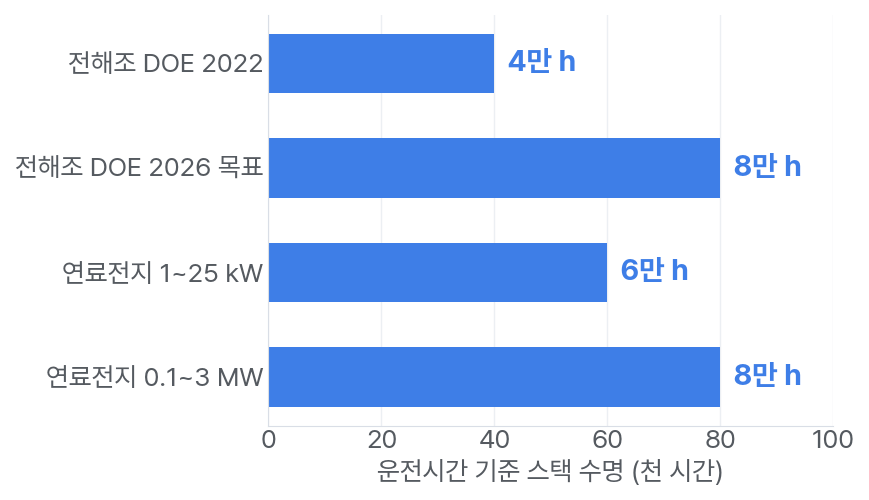 전해조 DOE 2022
4만 h
전해조 DOE 2026 목표
8만 h
연료전지 1~25 kW
6만 h
연료전지 0.1~3 MW
8만 h
0 20 40 60 80 100
운전시간 기준 스택 수명 (천 시간)